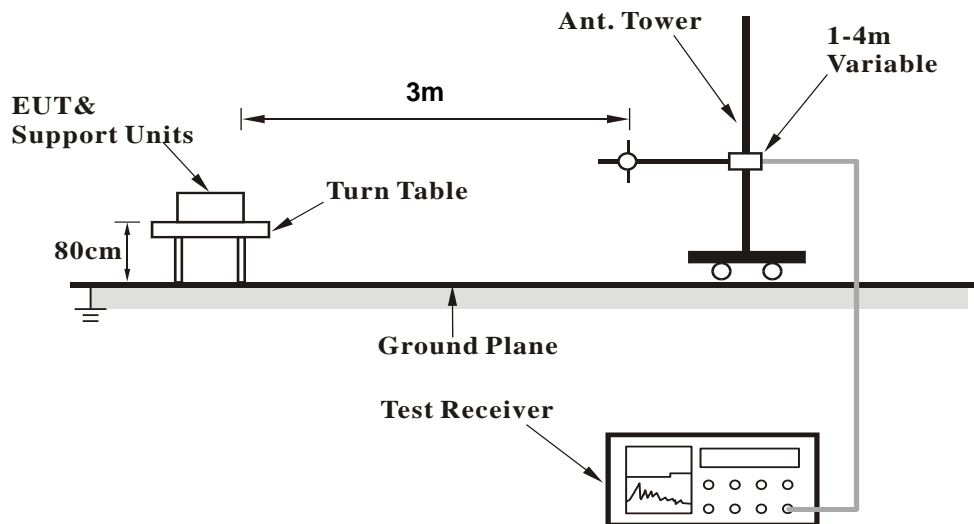 Ant. Tower
1-4m
Variable
3m
EUT&
Support Units
Turn Table
80cm
Ground Plane
Test Receiver